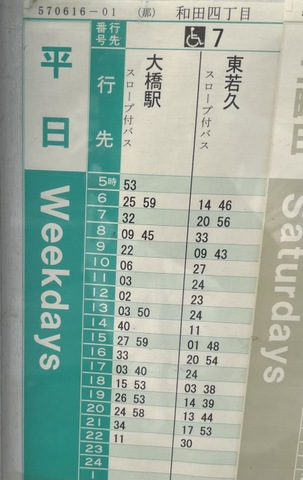 570616-01 (那) 和田四丁目
平日 行先番号 ♿7
行先 大橋駅 スロープ付バス 東若久 スロープ付バス
Weekdays
Saturdays
5時 53
6 25 59 14 46
7 32 20 56
8 09 45 33
9 22 09 43
10 06 27
11 03 24
12 02 23
13 03 50 24
14 40 11
15 27 59 01 48
16 33 20 54
17 03 40 24
18 15 53 03 38
19 26 53 14 39
20 24 58 13 44
21 34 17 53
22 11 30
23
24
1